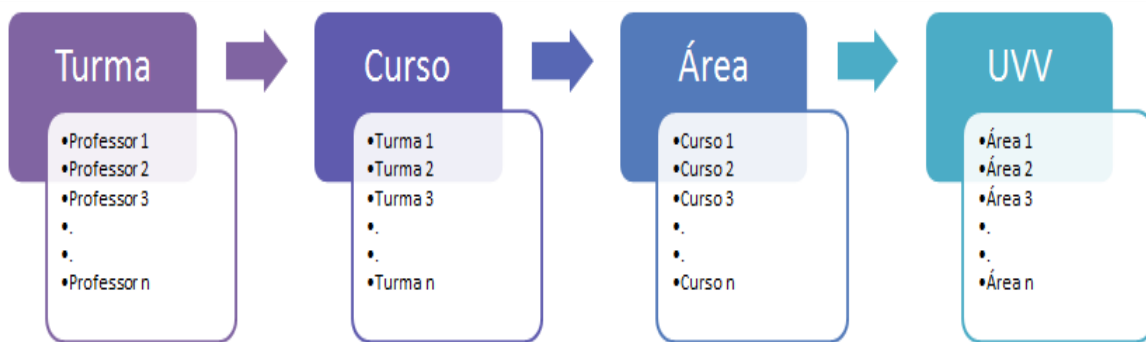 Turma
•Professor 1
•Professor 2
•Professor 3
•.
•.
•Professor n
Curso
•Turma 1
•Turma 2
•Turma 3
•.
•.
•Turma n
Área
•Curso 1
•Curso 2
•Curso 3
•.
•.
•Curso n
UVV
•Área 1
•Área 2
•Área 3
•.
•.
•Área n